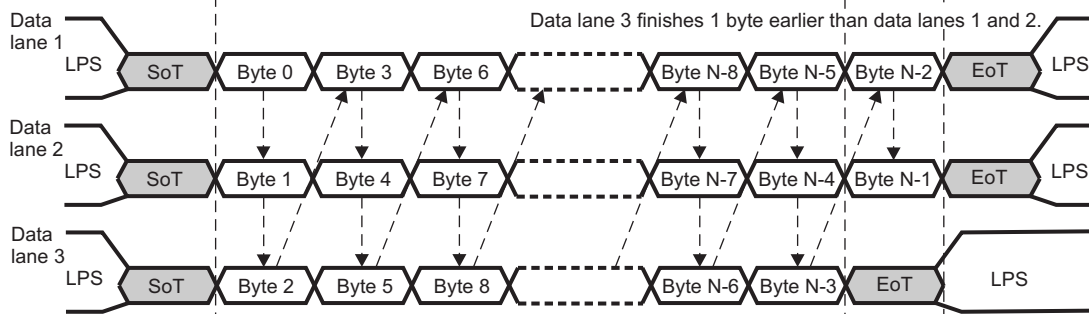 Data lane 3 finishes 1 byte earlier than data lanes 1 and 2.
Data
lane 1
LPS
SoT Byte 0 Byte 3 Byte 6 Byte N-8 Byte N-5 Byte N-2 EoT LPS
Data
lane 2
LPS
SoT Byte 1 Byte 4 Byte 7 Byte N-7 Byte N-4 Byte N-1 EoT LPS
Data
lane 3
LPS
SoT Byte 2 Byte 5 Byte 8 Byte N-6 Byte N-3 EoT LPS